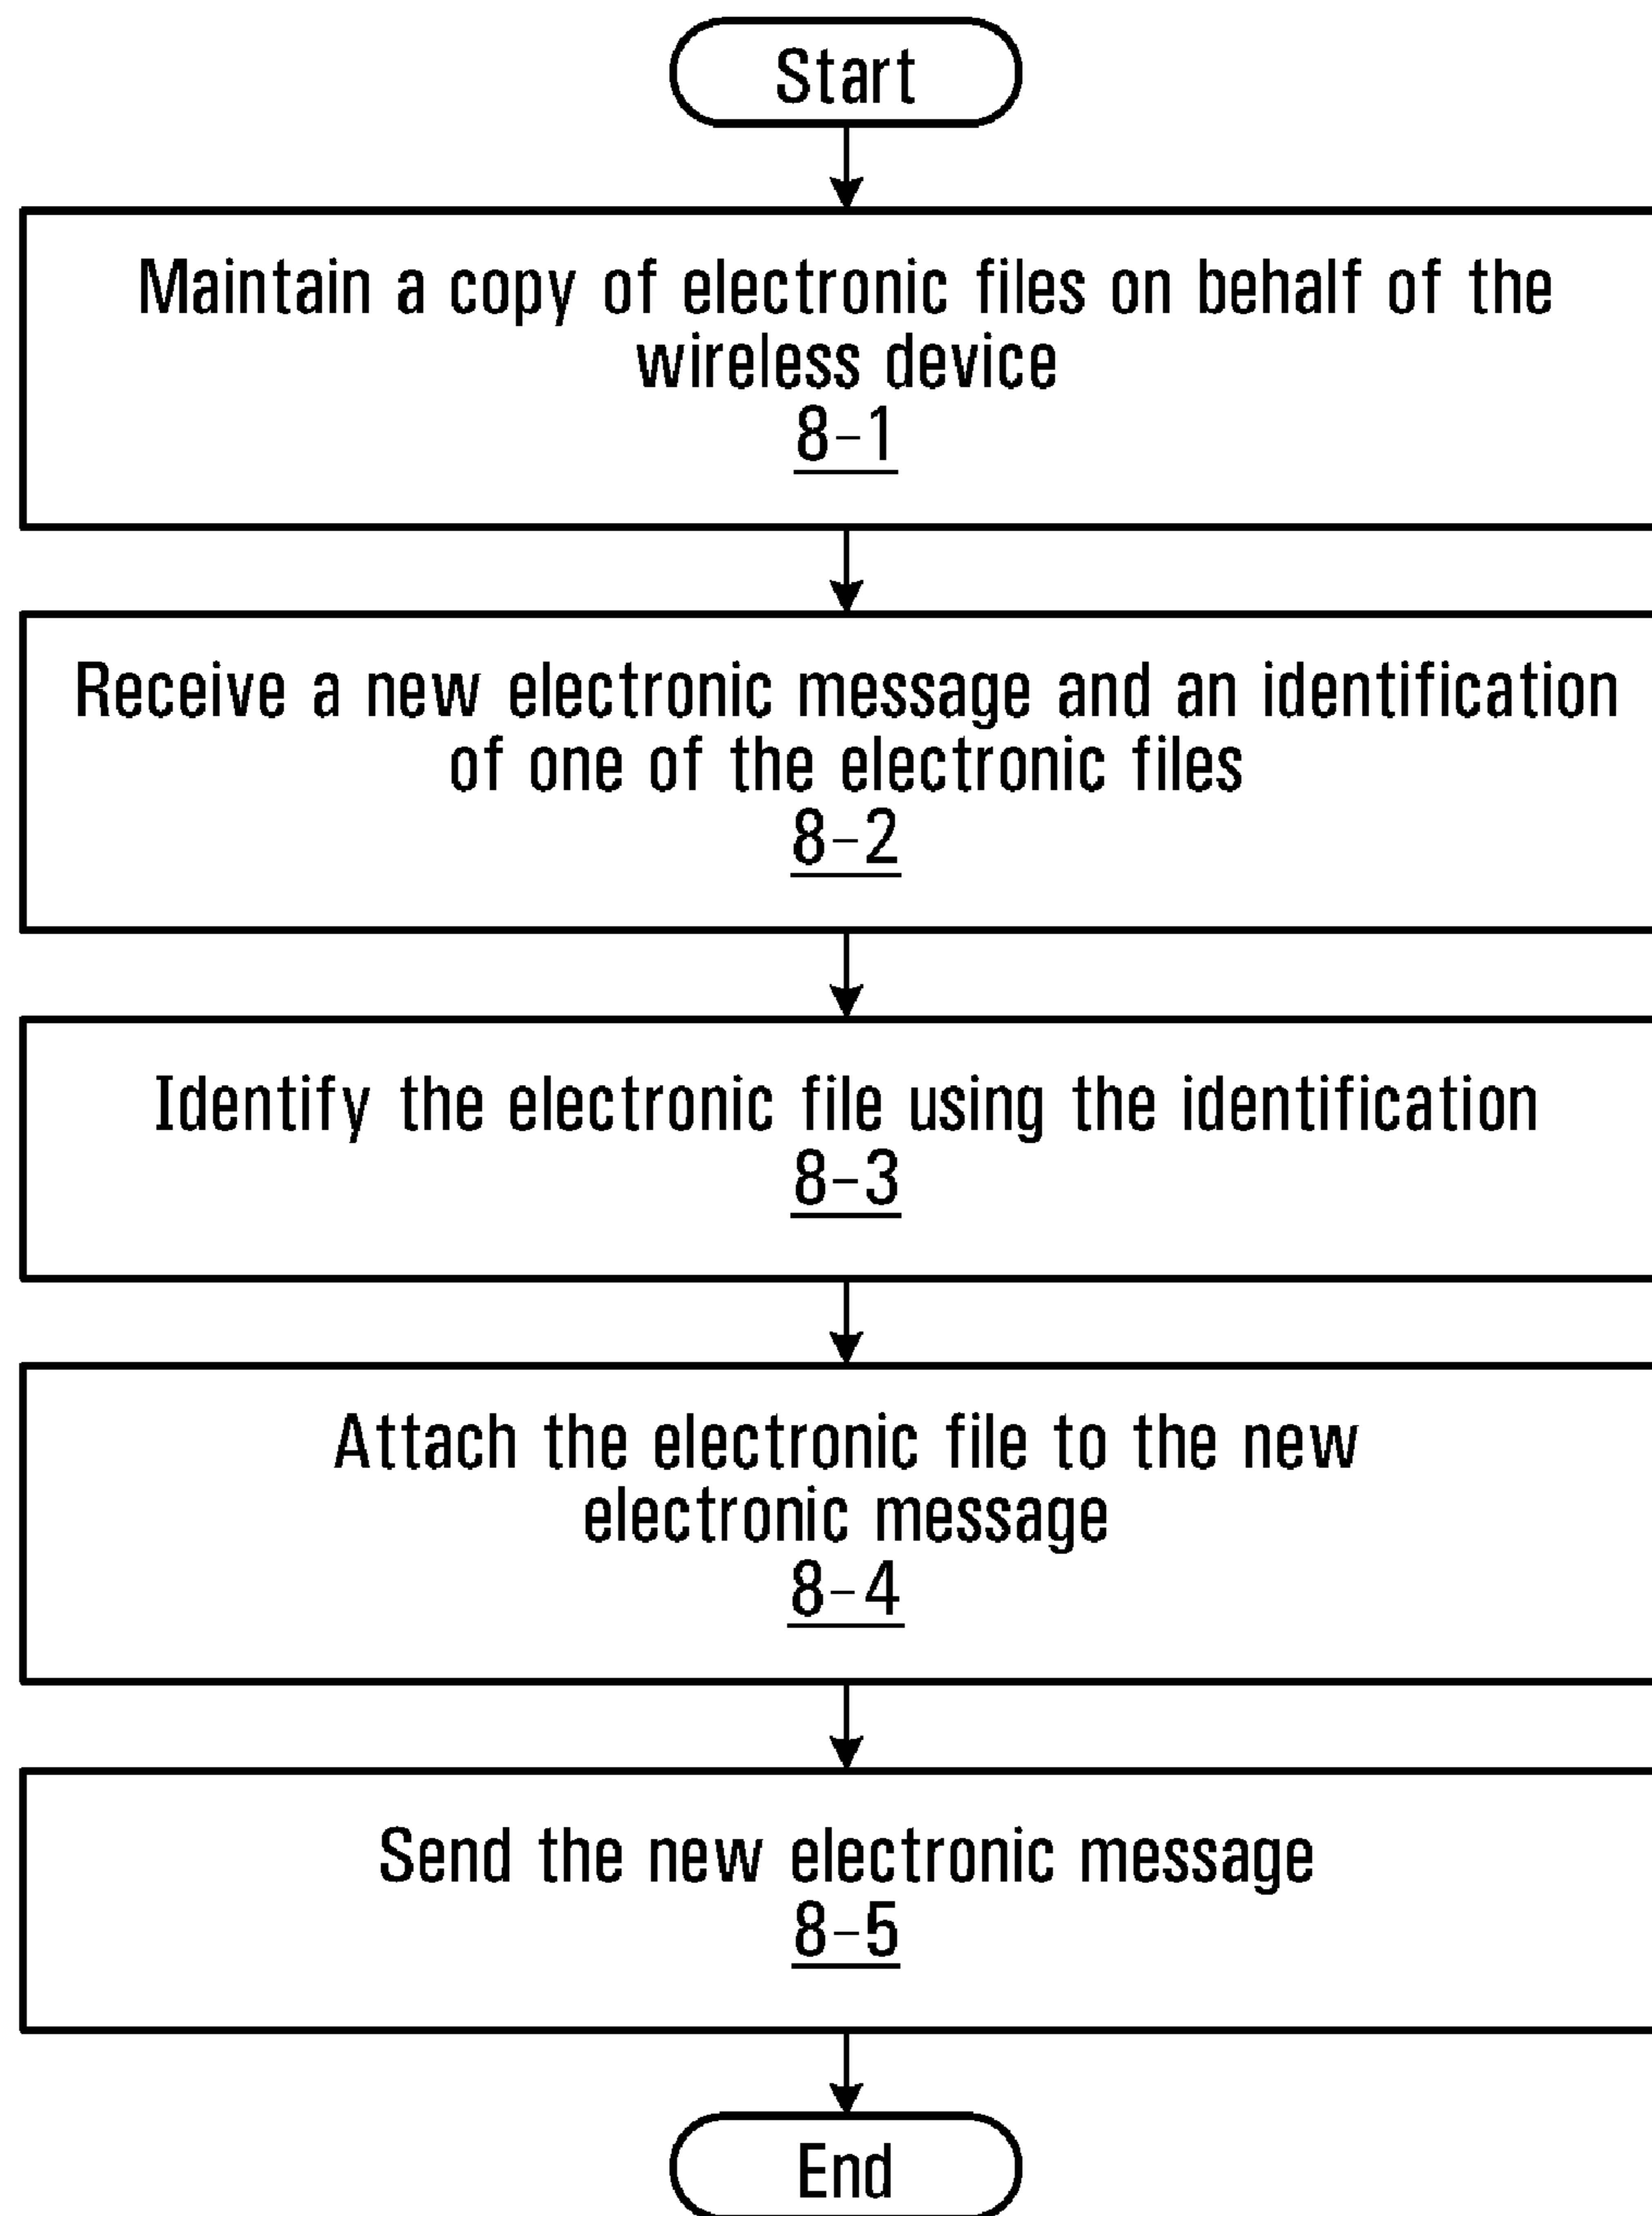 Start
Maintain a copy of electronic files on behalf of the
wireless device
8-1
Receive a new electronic message and an identification
of one of the electronic files
8-2
Identify the electronic file using the identification
8-3
Attach the electronic file to the new
electronic message
8-4
Send the new electronic message
8-5
End